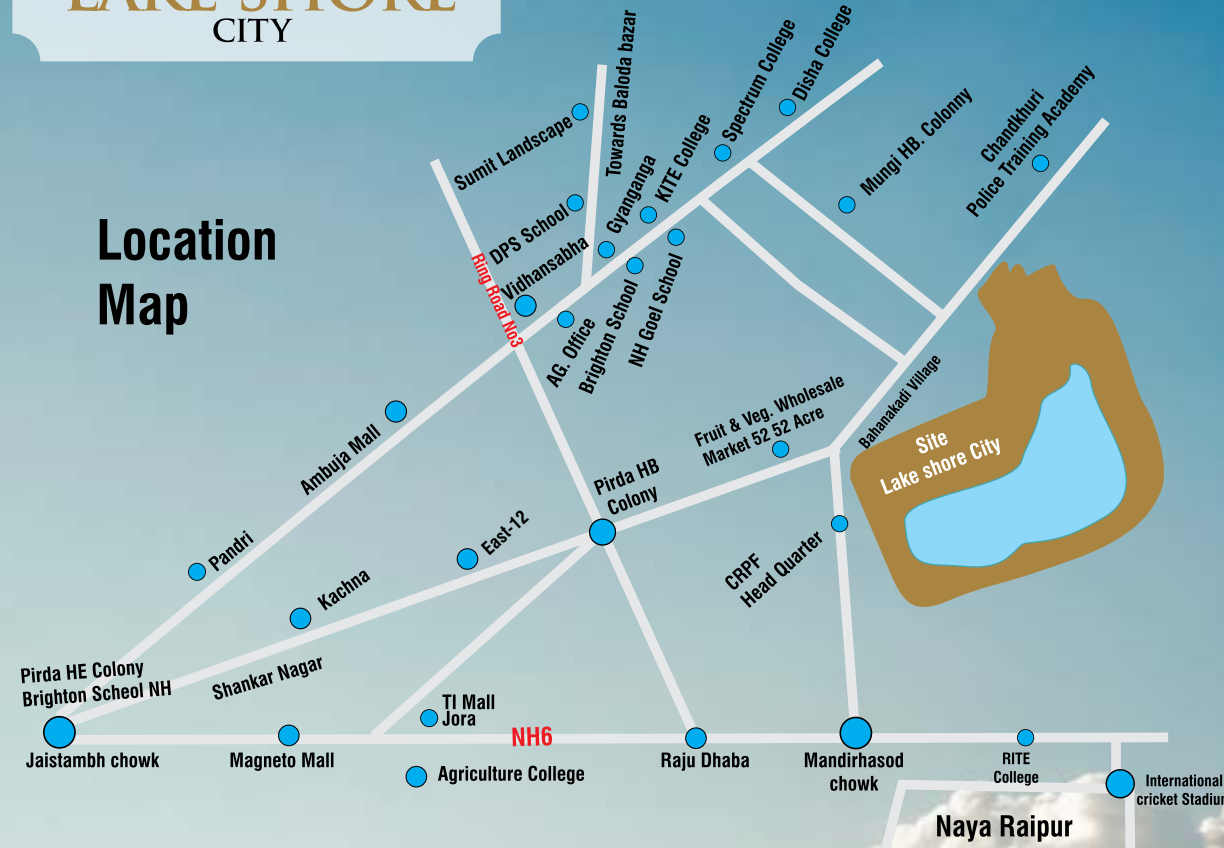 LAKE SHORE
CITY
Location
Map
Sumit Landscape
Towards Baloda bazar
DPS School
Vidhansabha
Gyanganga
KITE College
Spectrum College
Disha College
Mungi HB. Colonny
Chandkhuri
Police Training Academy
Ring Road No3
AG. Office
Brighton School
NH Goel School
Ambuja Mall
Pandri
Fruit & Veg. Wholesale
Market 52 52 Acre
Bahanakadi Village
Site
Lake shore City
Pirda HB
Colony
East-12
Kachna
CRPF
Head Quarter
Pirda HE Colony
Brighton Scheol NH
Shankar Nagar
TI Mall
Jora
NH6
Jaistambh chowk
Magneto Mall
Agriculture College
Raju Dhaba
Mandirhasod
chowk
RITE
College
International
cricket Stadium
Naya Raipur